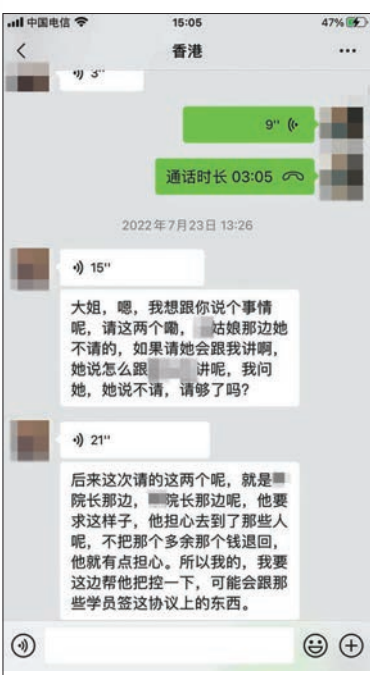 中国电信 15:05 47%
香港
3"
9"
通话时长 03:05
2022年7月23日 13:26
15"
大姐，嗯，我想跟你说个事情
呢，请这两个嘞，姑娘那边她
不请的，如果请她会跟我讲啊，
她说怎么跟讲呢，我问
她，她说不请，请够了吗？
21"
后来这次请的这两个呢，就是
院长那边，院长那边呢，他要
求这样子，他担心去到了那些人
呢，不把那个多余那个钱退回，
他就有点担心。所以我的，我要
这边帮他把控一下，可能会跟那
些学员签这协议上的东西。